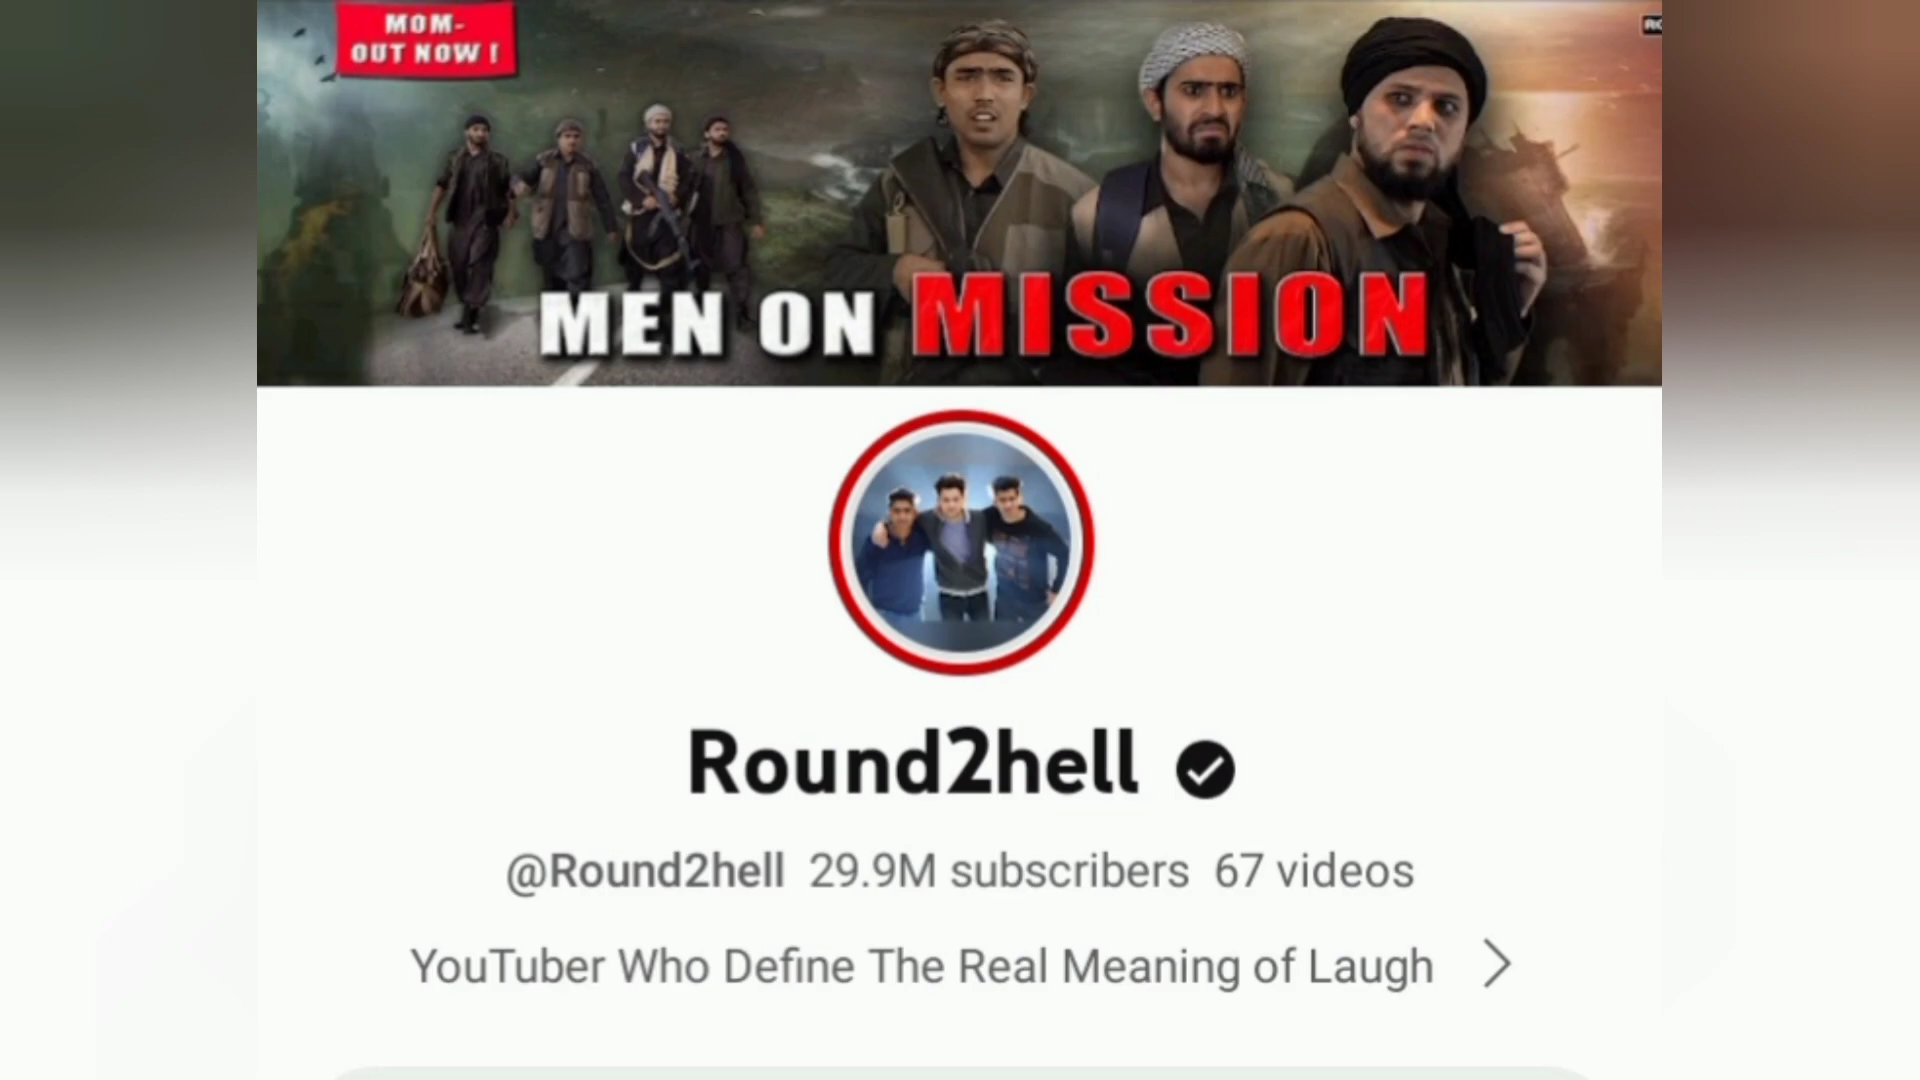 MOM-
OUT NOW !
MEN ON MISSION
Round2hell
@Round2hell 29.9M subscribers 67 videos
YouTuber Who Define The Real Meaning of Laugh